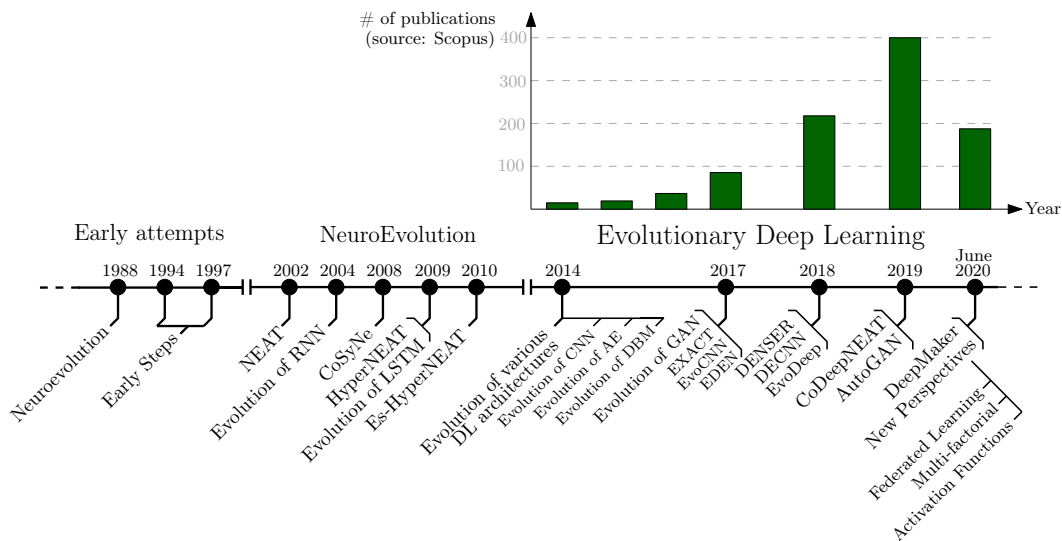 # of publications
(source: Scopus)
400
300
200
100
Year
Early attempts
NeuroEvolution
Evolutionary Deep Learning
1988
1994
1997
2002
2004
2008
2009
2010
2014
2017
2018
2019
June
2020
Neuroevolution
Early Steps
NEAT
Evolution of RNN
CoSyNe
HyperNEAT
Evolution of LSTM
Es-HyperNEAT
Evolution of various
DL architectures
Evolution of CNN
Evolution of AE
Evolution of DBM
Evolution of GAN
EXACT
EvoCNN
EDEN
DENSER
DECNN
EvoDeep
CoDeepNEAT
AutoGAN
DeepMaker
New Perspectives
Federated Learning
Multi-factorial
Activation Functions